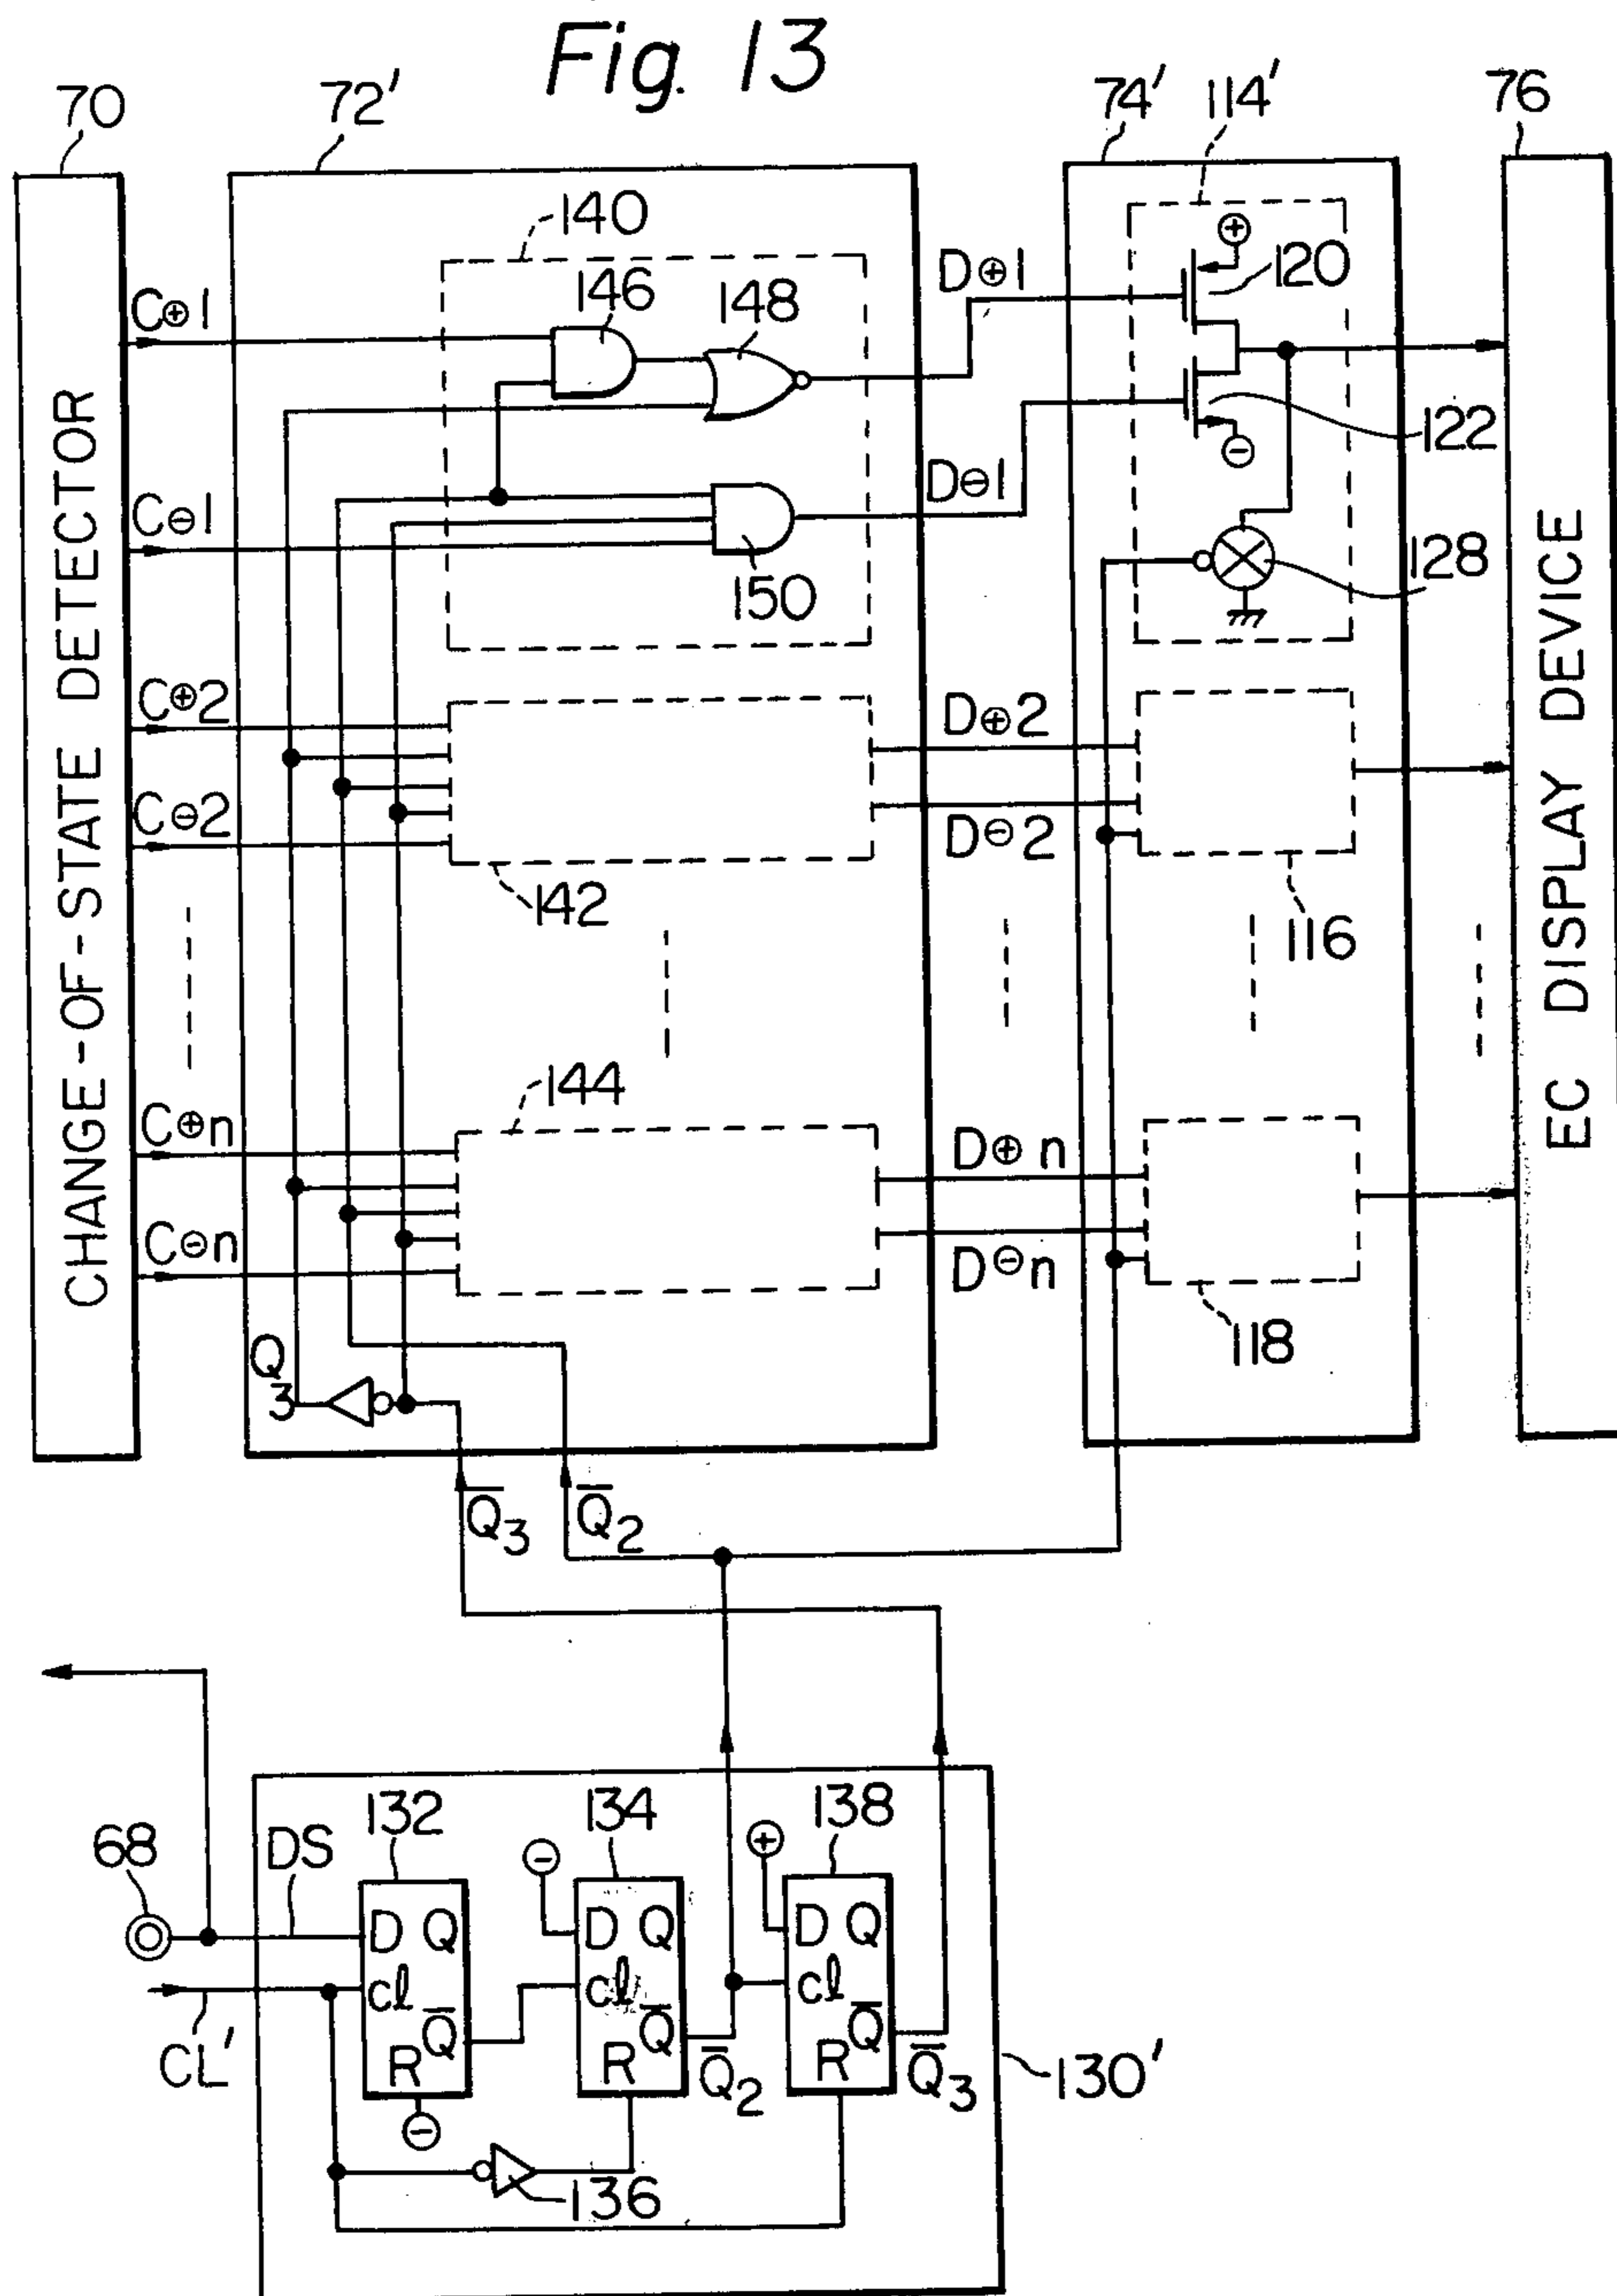 Fig. 13
70
72'
74'
114'
76
140
146
148
120
C⊕1
D⊕1
122
C⊖1
D⊖1
150
128
CHANGE-OF-STATE DETECTOR
EC DISPLAY DEVICE
⊕
⊖
C⊕2
D⊕2
C⊖2
D⊖2
142
116
144
C⊕n
D⊕n
C⊖n
D⊖n
118
Q3
Q̅3
Q̅2
132
134
138
68
DS
⊖
⊕
D Q
cl
Q̅
R
D Q
cl
Q̅
R
D Q
cl
Q̅
R
CL'
Q̅2
Q̅3
130'
⊖
136